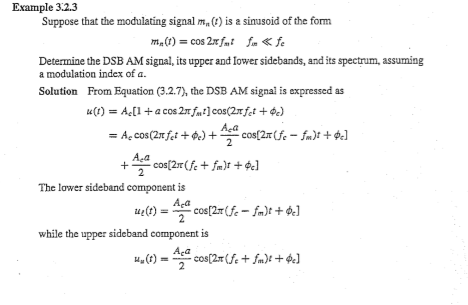 Example 3.2.3
Suppose that the modulating signal mₙ(t) is a sinusoid of the form
mₙ(t) = cos 2πfₘt   fₘ ≪ f꜀
Determine the DSB AM signal, its upper and lower sidebands, and its spectrum, assuming
a modulation index of a.
Solution   From Equation (3.2.7), the DSB AM signal is expressed as
u(t) = A_c[1 + a cos 2πf_m t] cos(2πf_c t + φ_c)
= A_c cos(2πf_c t + φ_c) + A_c a / 2 cos[2π(f_c − f_m)t + φ_c]
+ A_c a / 2 cos[2π(f_c + f_m)t + φ_c]
The lower sideband component is
u_ℓ(t) = A_c a / 2 cos[2π(f_c − f_m)t + φ_c]
while the upper sideband component is
u_u(t) = A_c a / 2 cos[2π(f_c + f_m)t + φ_c]